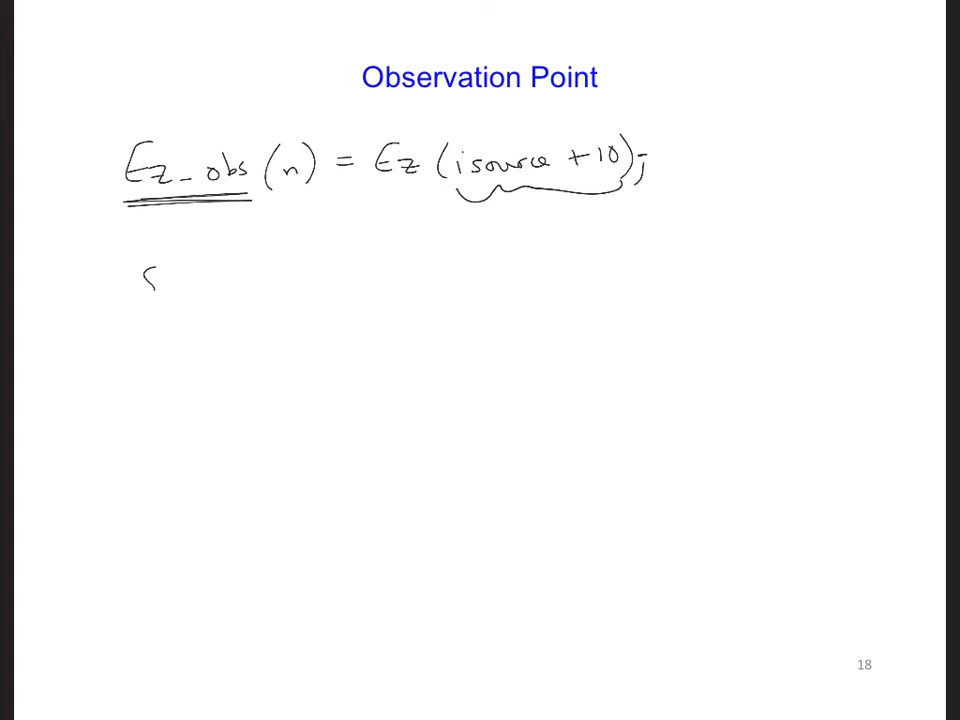 Observation Point
Ez_obs (n) = Ez (isource +10);
18